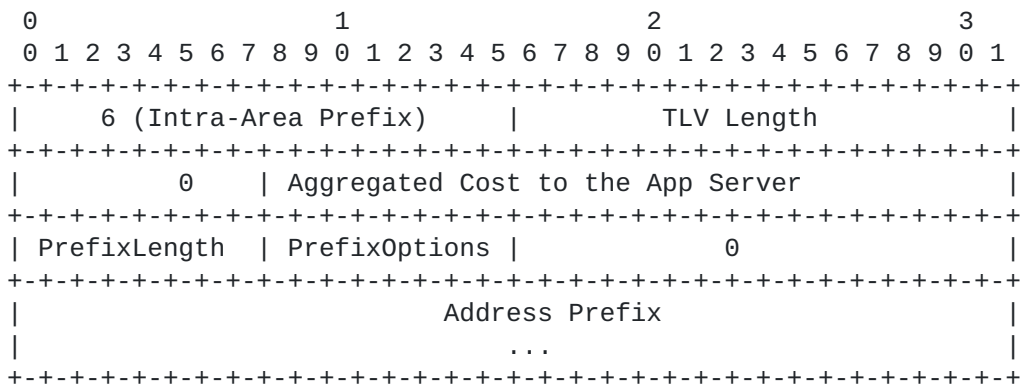 0                   1                   2                   3
 0 1 2 3 4 5 6 7 8 9 0 1 2 3 4 5 6 7 8 9 0 1 2 3 4 5 6 7 8 9 0 1
+-+-+-+-+-+-+-+-+-+-+-+-+-+-+-+-+-+-+-+-+-+-+-+-+-+-+-+-+-+-+-+-+
|     6 (Intra-Area Prefix)     |         TLV Length            |
+-+-+-+-+-+-+-+-+-+-+-+-+-+-+-+-+-+-+-+-+-+-+-+-+-+-+-+-+-+-+-+-+
|          0    | Aggregated Cost to the App Server             |
+-+-+-+-+-+-+-+-+-+-+-+-+-+-+-+-+-+-+-+-+-+-+-+-+-+-+-+-+-+-+-+-+
| PrefixLength  | PrefixOptions |             0                 |
+-+-+-+-+-+-+-+-+-+-+-+-+-+-+-+-+-+-+-+-+-+-+-+-+-+-+-+-+-+-+-+-+
|                           Address Prefix                      |
|                               ...                             |
+-+-+-+-+-+-+-+-+-+-+-+-+-+-+-+-+-+-+-+-+-+-+-+-+-+-+-+-+-+-+-+-+